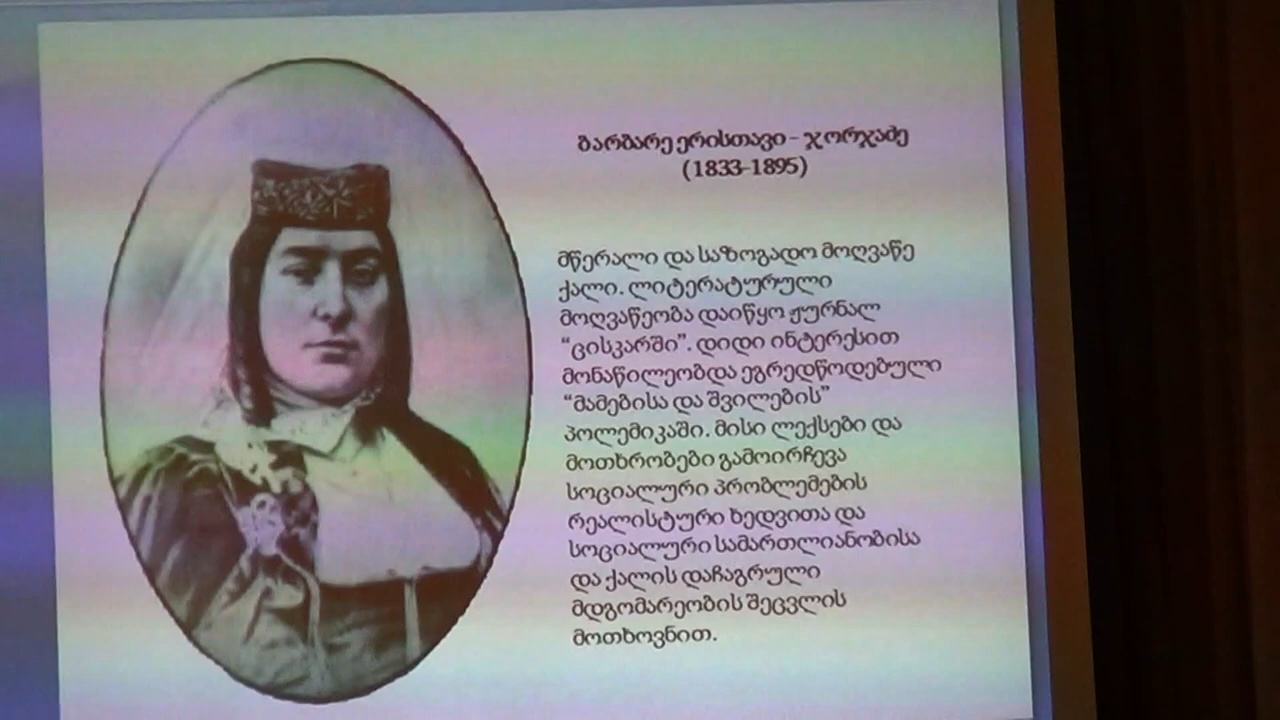 ბარბარე ერისთავი - ჯორჯაძე
(1833-1895)
მწერალი და საზოგადო მოღვაწე
ქალი. ლიტერატურული
მოღვაწეობა დაიწყო ჟურნალ
“ცისკარში”. დიდი ინტერესით
მონაწილეობდა ეგრედწოდებული
“მამებისა და შვილების”
პოლემიკაში. მისი ლექსები და
მოთხრობები გამოირჩევა
სოციალური პრობლემების
რეალისტური ხედვითა და
სოციალური სამართლიანობისა
და ქალის დაჩაგრული
მდგომარეობის შეცვლის
მოთხოვნით.